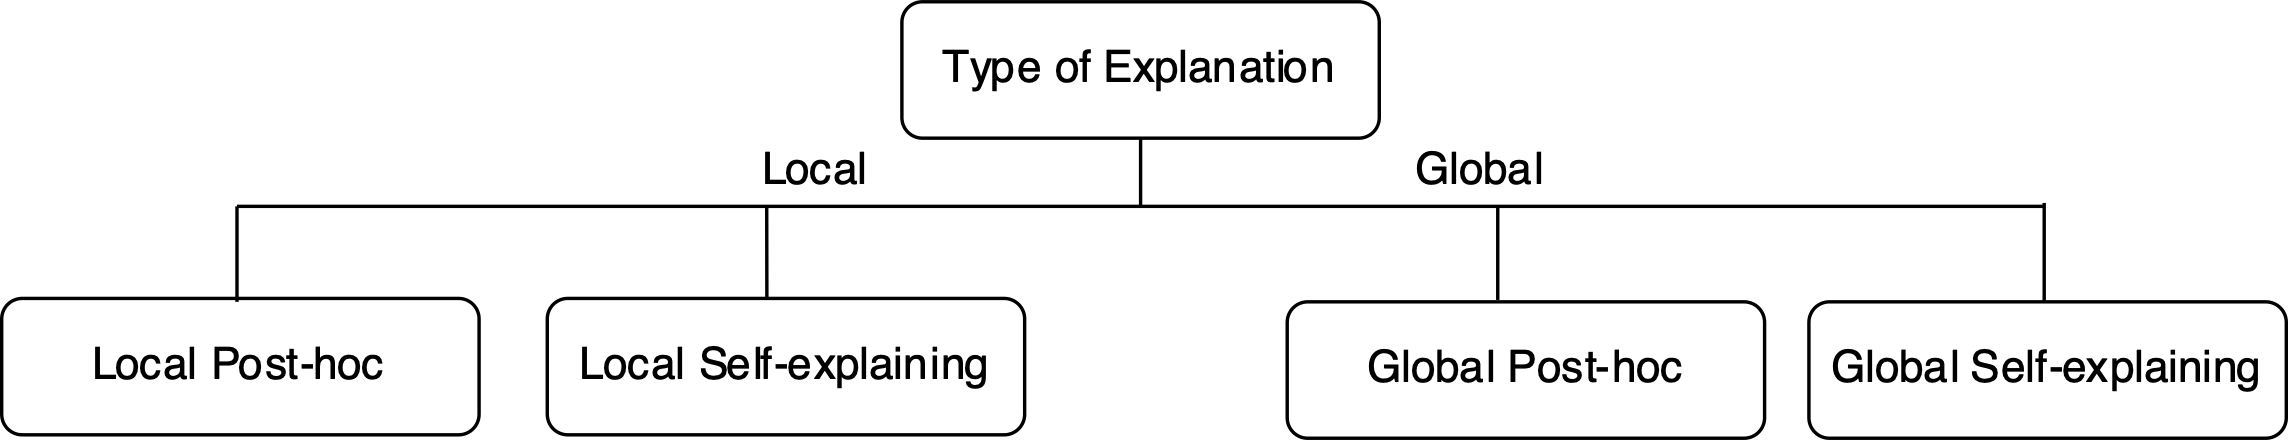 Type of Explanation
Local
Global
Local Post-hoc
Local Self-explaining
Global Post-hoc
Global Self-explaining